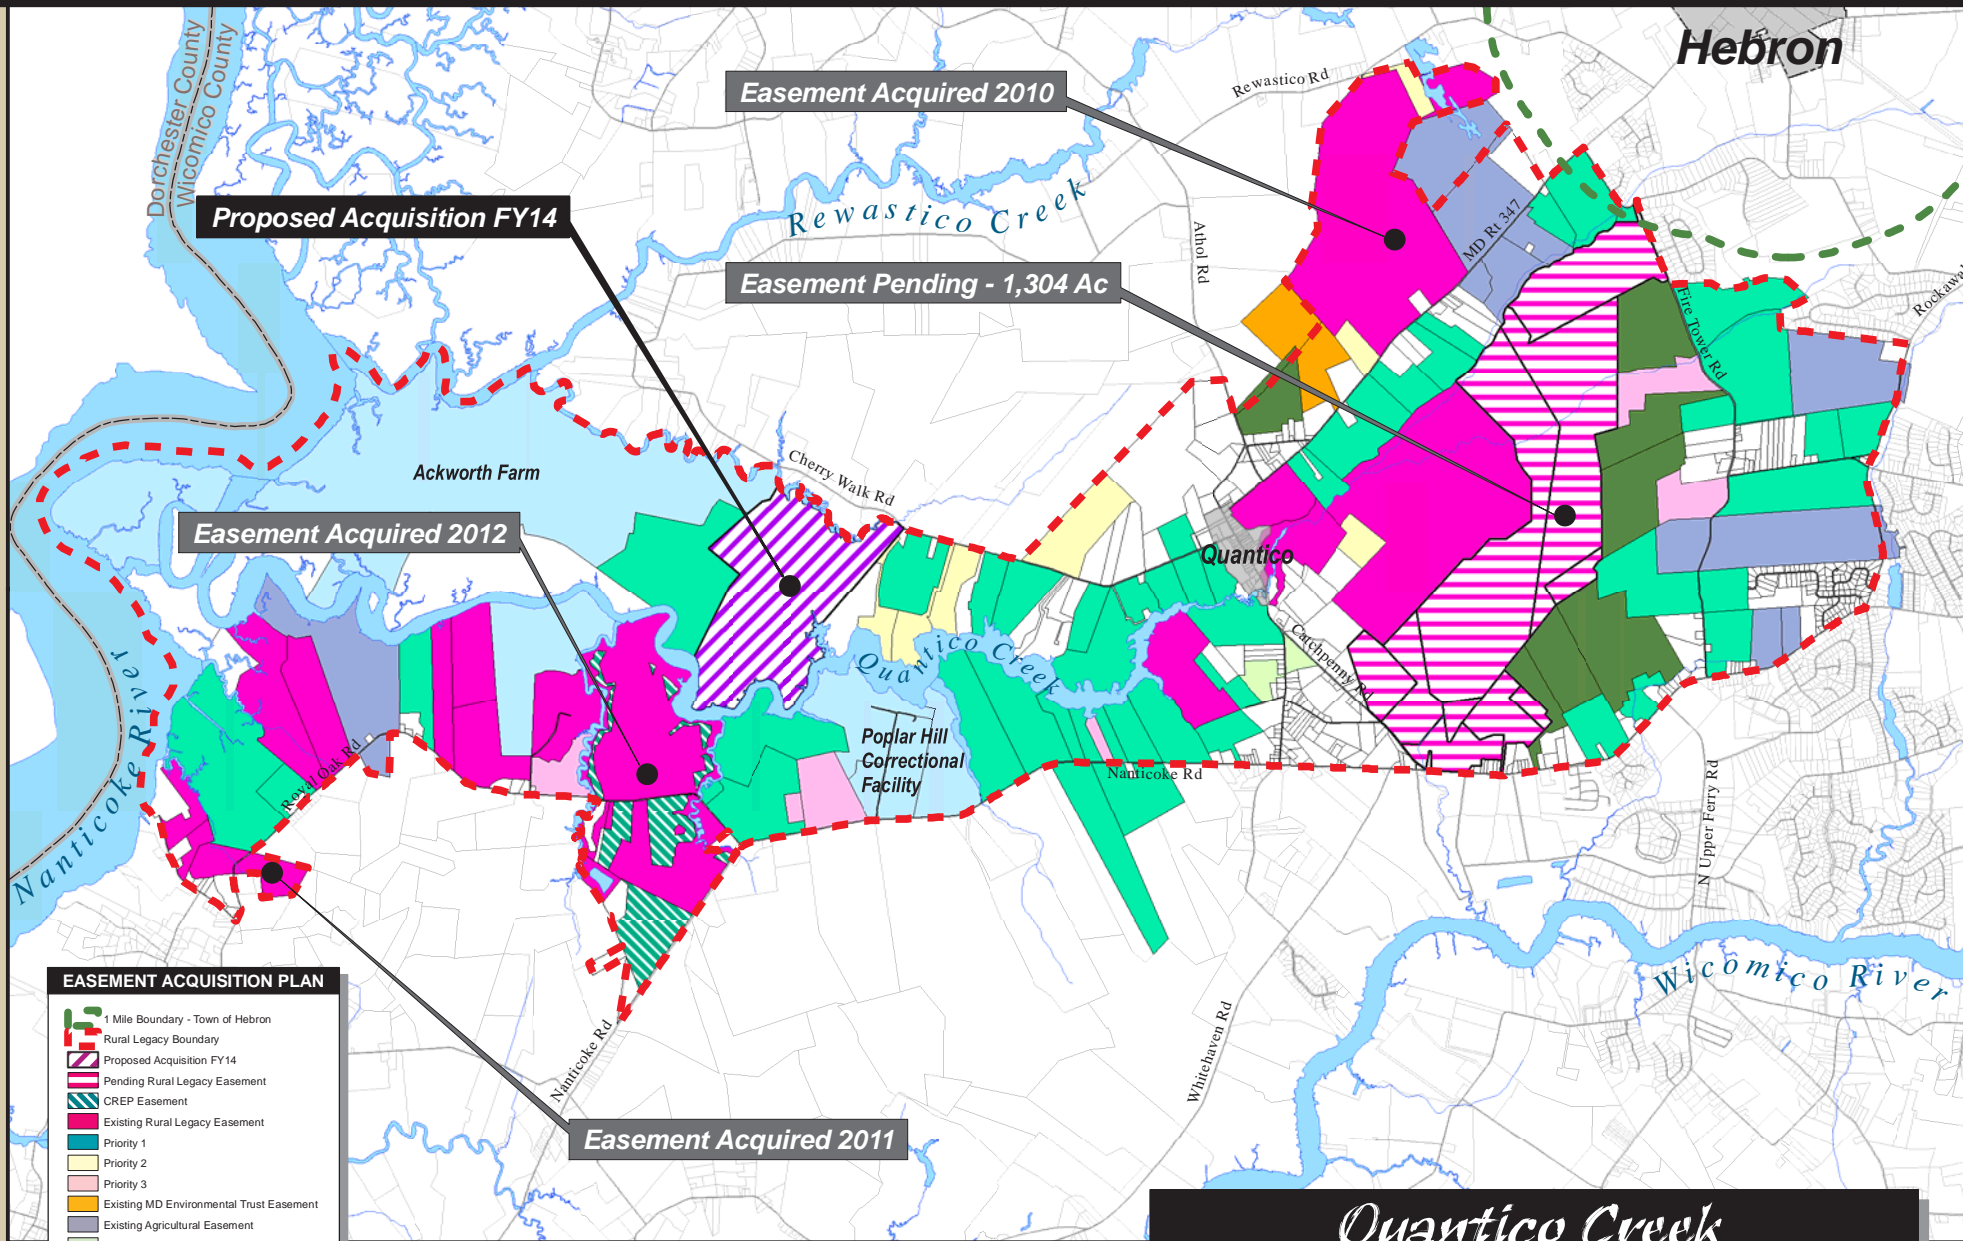 Hebron
Dorchester County
Wicomico County
Easement Acquired 2010
Rewastico Rd
Proposed Acquisition FY14
Rewastico Creek
MD Rt 347
Athol Rd
Easement Pending - 1,304 Ac
Fire Tower Rd
Ackworth Farm
Cherry Walk Rd
Easement Acquired 2012
Quantico
Quantico Creek
Catchpenny Rd
Nanticoke River
Royal Oak Rd
Poplar Hill
Correctional
Facility
Nanticoke Rd
N Upper Ferry Rd
Wicomico River
Whitehaven Rd
Nanticoke Rd
Easement Acquired 2011
EASEMENT ACQUISITION PLAN
1 Mile Boundary - Town of Hebron
Rural Legacy Boundary
Proposed Acquisition FY14
Pending Rural Legacy Easement
CREP Easement
Existing Rural Legacy Easement
Priority 1
Priority 2
Priority 3
Existing MD Environmental Trust Easement
Existing Agricultural Easement
Quantico Creek